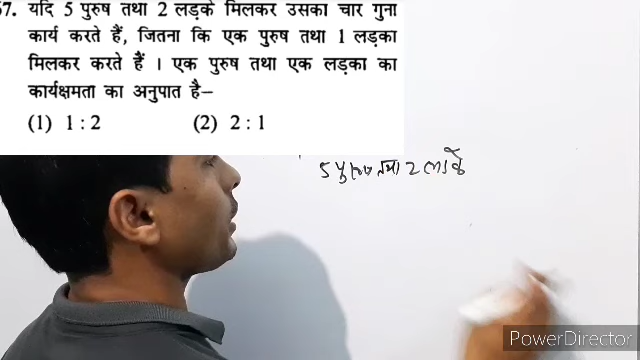 67. यदि 5 पुरुष तथा 2 लड़के मिलकर उसका चार गुना
कार्य करते हैं, जितना कि एक पुरुष तथा 1 लड़का
मिलकर करते हैं । एक पुरुष तथा एक लड़का का
कार्यक्षमता का अनुपात है–
(1) 1 : 2 (2) 2 : 1
5 पुरुष तथा 2 लड़के
PowerDirector